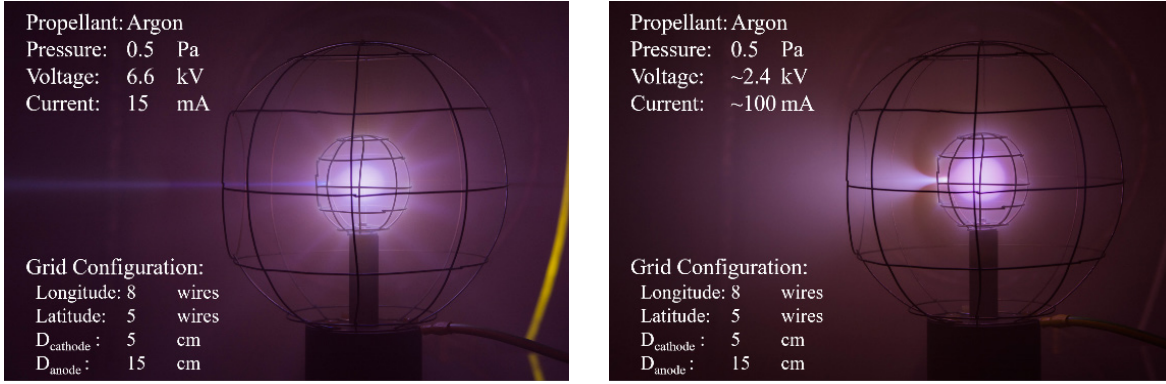 Propellant: Argon
Pressure: 0.5 Pa
Voltage: 6.6 kV
Current: 15 mA
Grid Configuration:
Longitude: 8 wires
Latitude: 5 wires
Dcathode : 5 cm
Danode : 15 cm
Propellant: Argon
Pressure: 0.5 Pa
Voltage: ~2.4 kV
Current: ~100 mA
Grid Configuration:
Longitude: 8 wires
Latitude: 5 wires
Dcathode : 5 cm
Danode : 15 cm